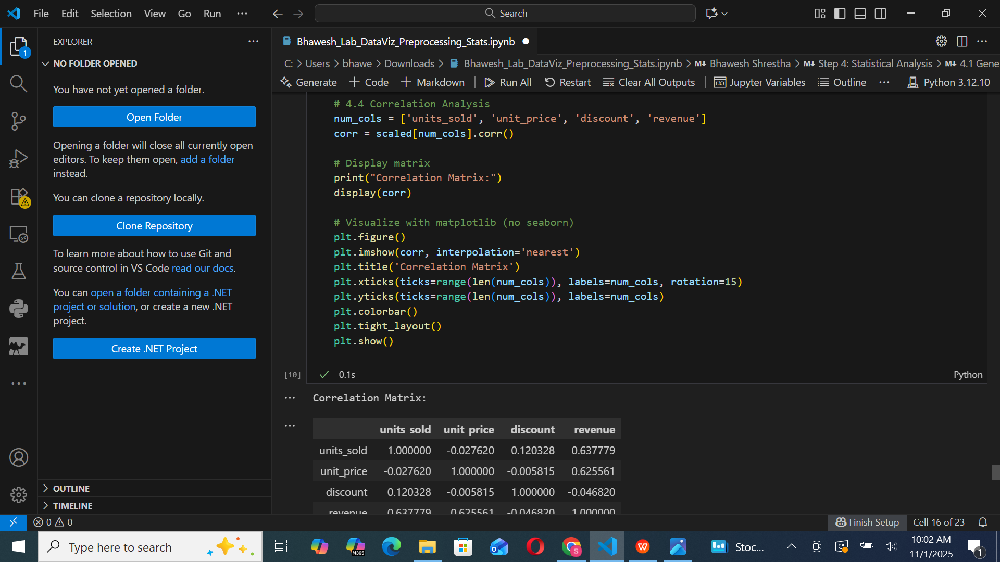 File Edit Selection View Go Run ··· Search
EXPLORER ···
NO FOLDER OPENED
You have not yet opened a folder.
Open Folder
Opening a folder will close all currently open
editors. To keep them open, add a folder
instead.
You can clone a repository locally.
Clone Repository
To learn more about how to use Git and
source control in VS Code read our docs.
You can open a folder containing a .NET
project or solution, or create a new .NET
project.
Create .NET Project
OUTLINE
TIMELINE
1
Bhawesh_Lab_DataViz_Preprocessing_Stats.ipynb
C: > Users > bhawe > Downloads > Bhawesh_Lab_DataViz_Preprocessing_Stats.ipynb > M↓ Bhawesh Shrestha > M↓ Step 4: Statistical Analysis > M↓ 4.1 Gene
Generate + Code + Markdown Run All Restart Clear All Outputs Jupyter Variables Outline ··· Python 3.12.10
# 4.4 Correlation Analysis
num_cols = ['units_sold', 'unit_price', 'discount', 'revenue']
corr = scaled[num_cols].corr()
# Display matrix
print("Correlation Matrix:")
display(corr)
# Visualize with matplotlib (no seaborn)
plt.figure()
plt.imshow(corr, interpolation='nearest')
plt.title('Correlation Matrix')
plt.xticks(ticks=range(len(num_cols)), labels=num_cols, rotation=15)
plt.yticks(ticks=range(len(num_cols)), labels=num_cols)
plt.colorbar()
plt.tight_layout()
plt.show()
[10] ✓ 0.1s Python
Correlation Matrix:
units_sold unit_price discount revenue
units_sold 1.000000 -0.027620 0.120328 0.637779
unit_price -0.027620 1.000000 -0.005815 0.625561
discount 0.120328 -0.005815 1.000000 -0.046820
revenue 0.637779 0.625561 -0.046820 1.000000
0 0 Finish Setup Cell 16 of 23
Type here to search M365 Stoc... 10:02 AM
11/1/2025 1